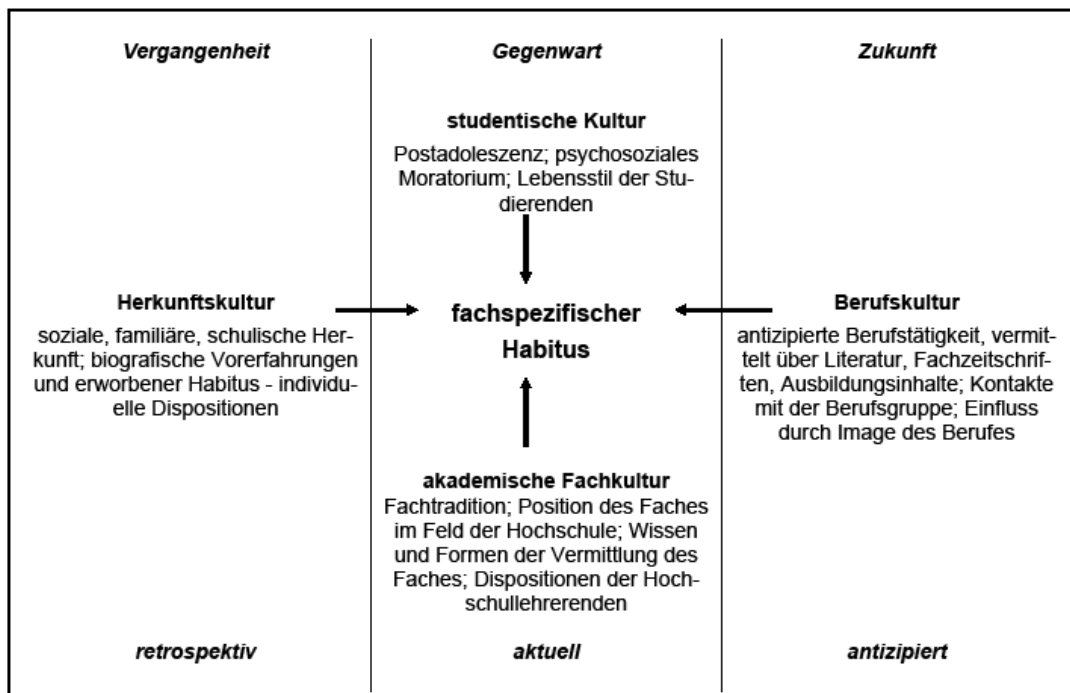 Vergangenheit
Gegenwart
Zukunft
studentische Kultur
Postadoleszenz; psychosoziales
Moratorium; Lebensstil der Stu-
dierenden
Herkunftskultur
soziale, familiäre, schulische Her-
kunft; biografische Vorerfahrungen
und erworbener Habitus - individu-
elle Dispositionen
fachspezifischer
Habitus
Berufskultur
antizipierte Berufstätigkeit, vermit-
telt über Literatur, Fachzeitschrif-
ten, Ausbildungsinhalte; Kontakte
mit der Berufsgruppe; Einfluss
durch Image des Berufes
akademische Fachkultur
Fachtradition; Position des Faches
im Feld der Hochschule; Wissen
und Formen der Vermittlung des
Faches; Dispositionen der Hoch-
schullehrerenden
retrospektiv
aktuell
antizipiert